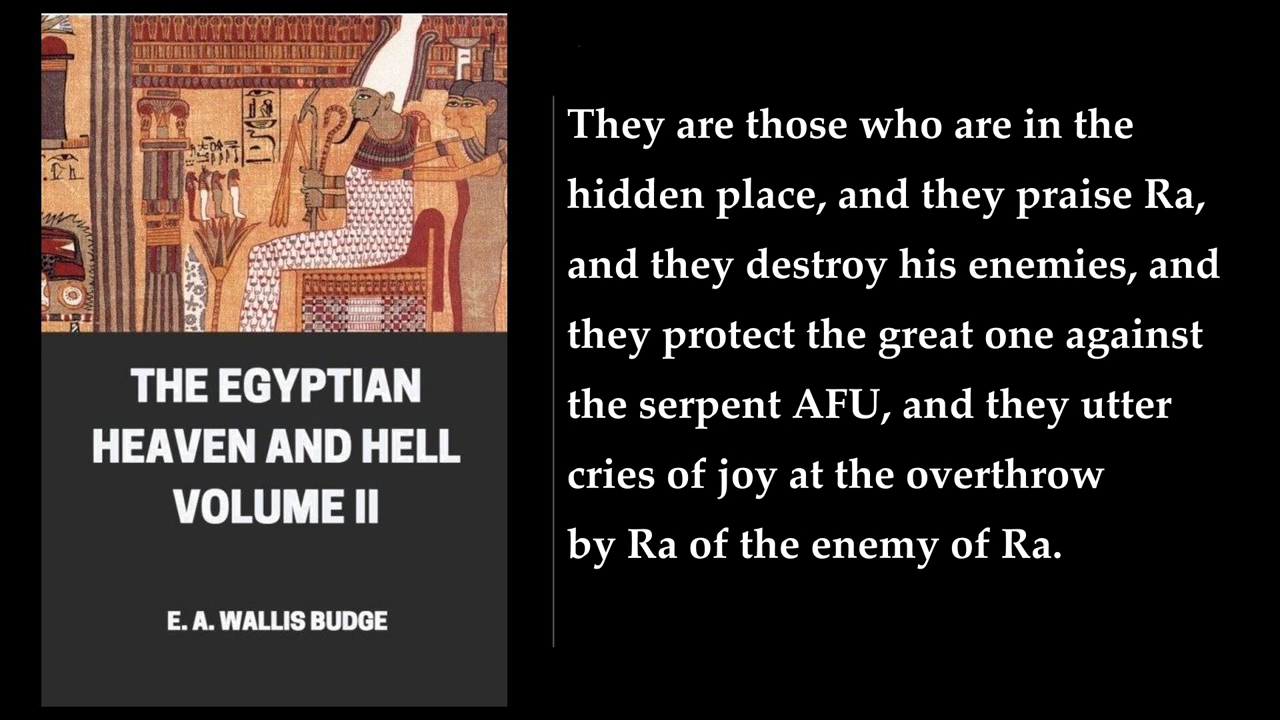 THE EGYPTIAN
HEAVEN AND HELL
VOLUME II
E. A. WALLIS BUDGE
They are those who are in the
hidden place, and they praise Ra,
and they destroy his enemies, and
they protect the great one against
the serpent AFU, and they utter
cries of joy at the overthrow
by Ra of the enemy of Ra.